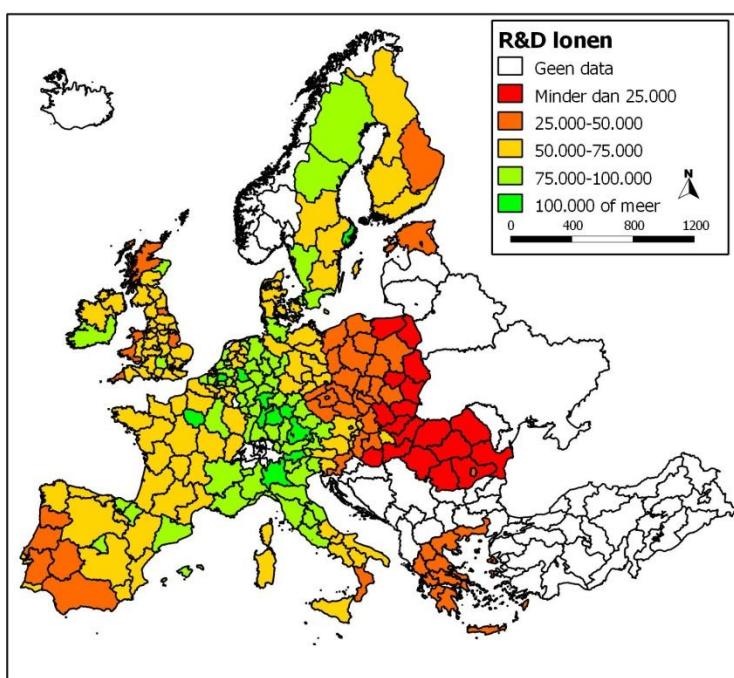 R&D lonen
Geen data
Minder dan 25.000
25.000-50.000
50.000-75.000
75.000-100.000
100.000 of meer
N
0 400 800 1200